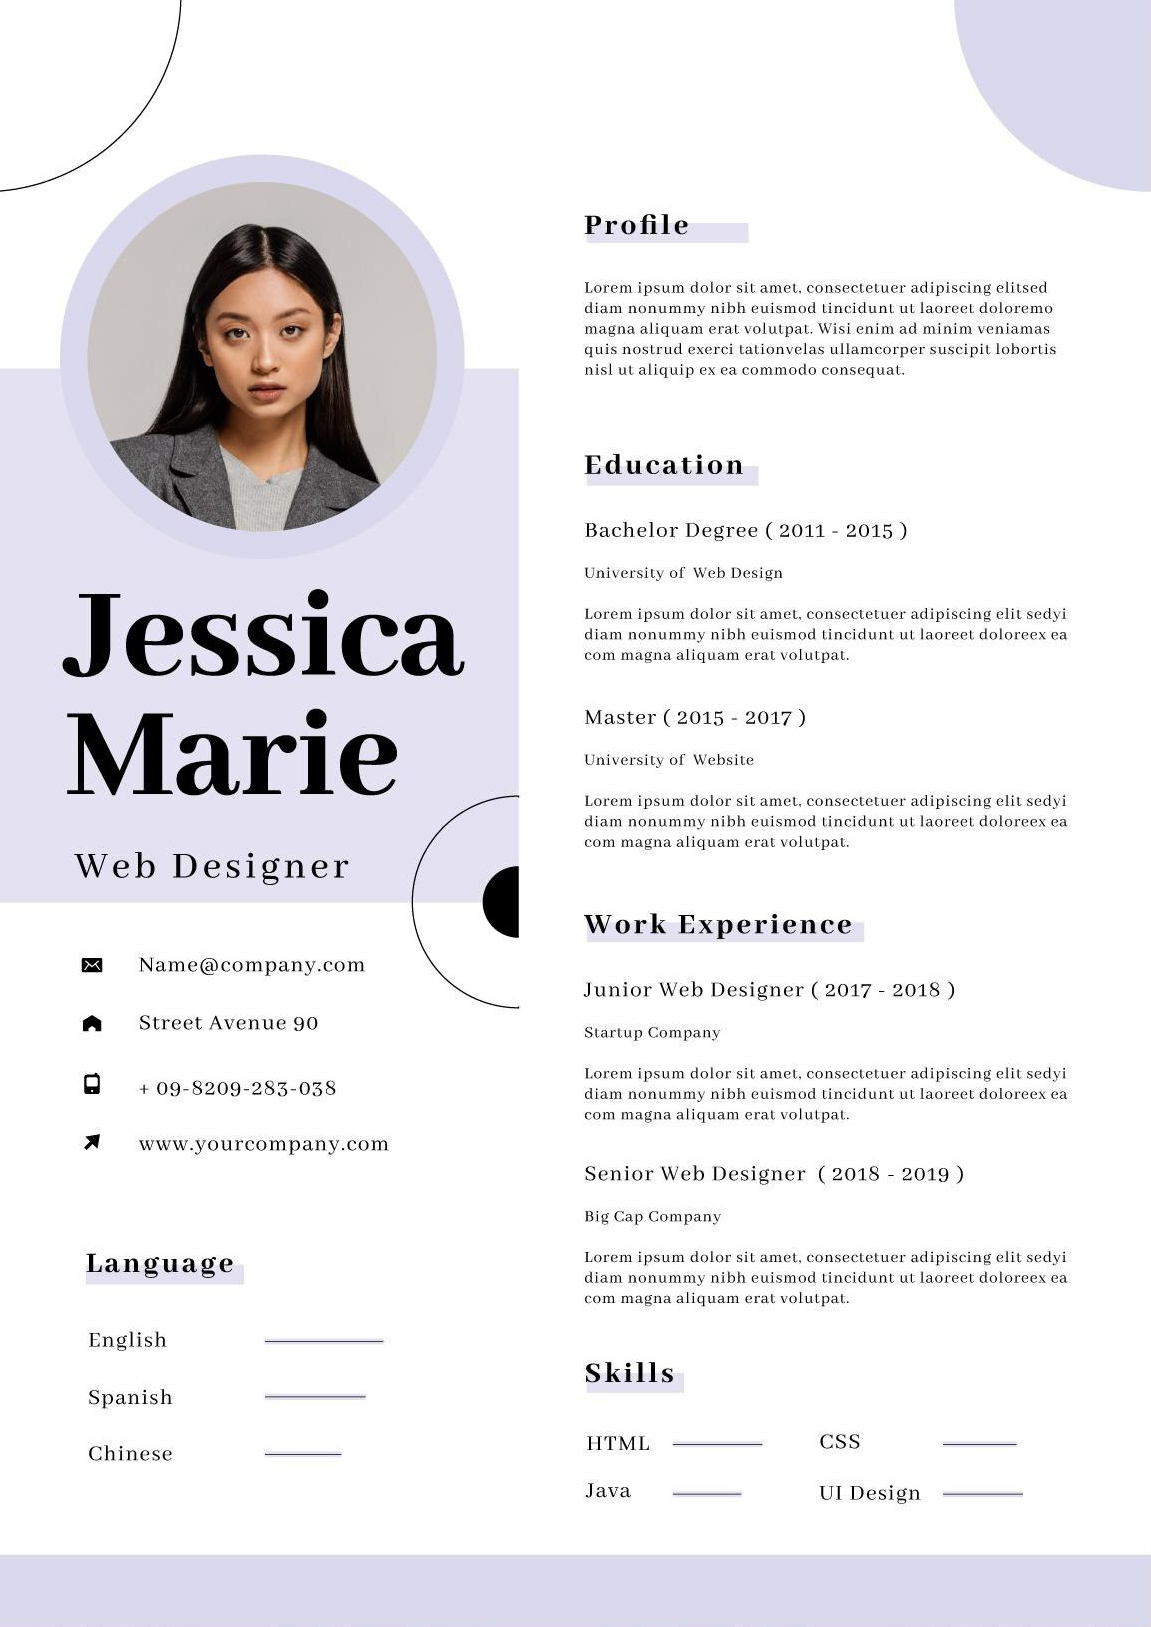 Jessica
Marie
Web Designer
Name@company.com
Street Avenue 90
+ 09-8209-283-038
www.yourcompany.com
Language
English
Spanish
Chinese
Profile
Lorem ipsum dolor sit amet, consectetuer adipiscing elitsed
diam nonummy nibh euismod tincidunt ut laoreet doloremo
magna aliquam erat volutpat. Wisi enim ad minim veniamas
quis nostrud exerci tationvelas ullamcorper suscipit lobortis
nisl ut aliquip ex ea commodo consequat.
Education
Bachelor Degree ( 2011 - 2015 )
University of Web Design
Lorem ipsum dolor sit amet, consectetuer adipiscing elit sedyi
diam nonummy nibh euismod tincidunt ut laoreet doloreex ea
com magna aliquam erat volutpat.
Master ( 2015 - 2017 )
University of Website
Lorem ipsum dolor sit amet, consectetuer adipiscing elit sedyi
diam nonummy nibh euismod tincidunt ut laoreet doloreex ea
com magna aliquam erat volutpat.
Work Experience
Junior Web Designer ( 2017 - 2018 )
Startup Company
Lorem ipsum dolor sit amet, consectetuer adipiscing elit sedyi
diam nonummy nibh euismod tincidunt ut laoreet doloreex ea
com magna aliquam erat volutpat.
Senior Web Designer ( 2018 - 2019 )
Big Cap Company
Lorem ipsum dolor sit amet, consectetuer adipiscing elit sedyi
diam nonummy nibh euismod tincidunt ut laoreet doloreex ea
com magna aliquam erat volutpat.
Skills
HTML CSS
Java UI Design